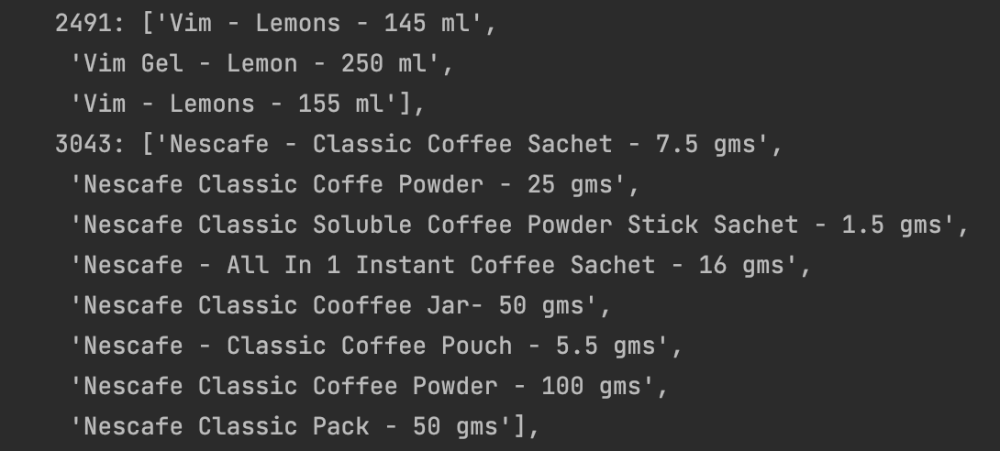 2491: ['Vim - Lemons - 145 ml',
'Vim Gel - Lemon - 250 ml',
'Vim - Lemons - 155 ml'],
3043: ['Nescafe - Classic Coffee Sachet - 7.5 gms',
'Nescafe Classic Coffe Powder - 25 gms',
'Nescafe Classic Soluble Coffee Powder Stick Sachet - 1.5 gms',
'Nescafe - All In 1 Instant Coffee Sachet - 16 gms',
'Nescafe Classic Cooffee Jar- 50 gms',
'Nescafe - Classic Coffee Pouch - 5.5 gms',
'Nescafe Classic Coffee Powder - 100 gms',
'Nescafe Classic Pack - 50 gms'],